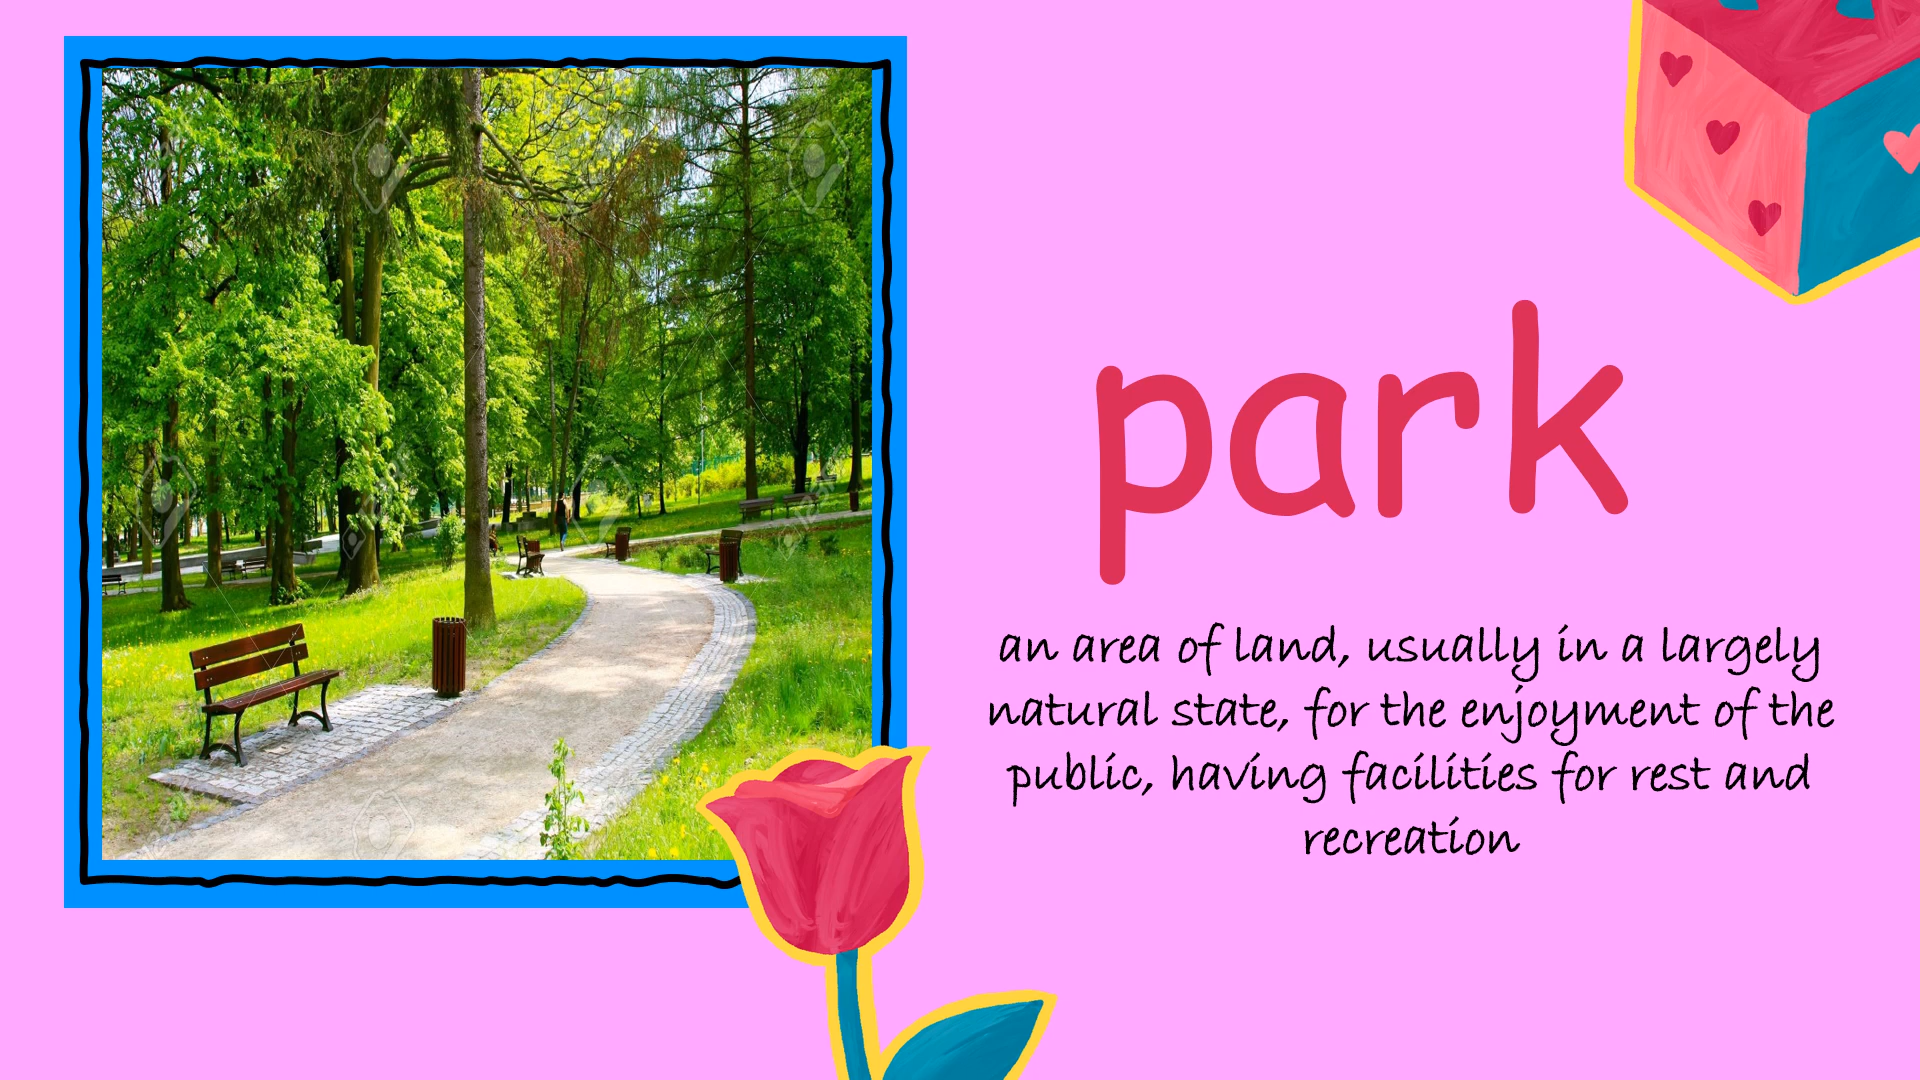 park
an area of land, usually in a largely
natural state, for the enjoyment of the
public, having facilities for rest and
recreation